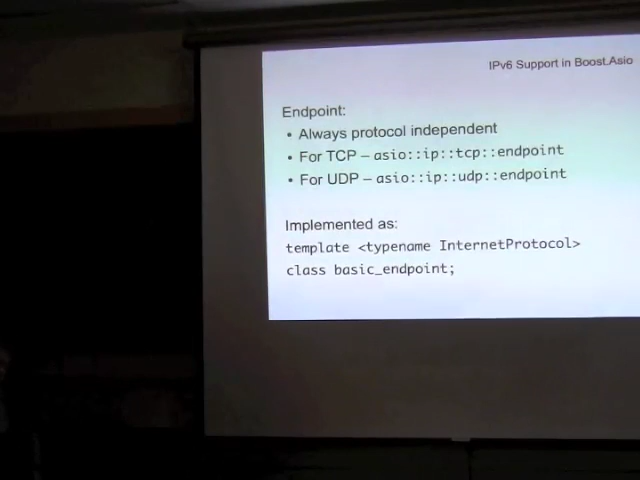 IPv6 Support in Boost.Asio
Endpoint:
• Always protocol independent
• For TCP – asio::ip::tcp::endpoint
• For UDP – asio::ip::udp::endpoint
Implemented as:
template <typename InternetProtocol>
class basic_endpoint;